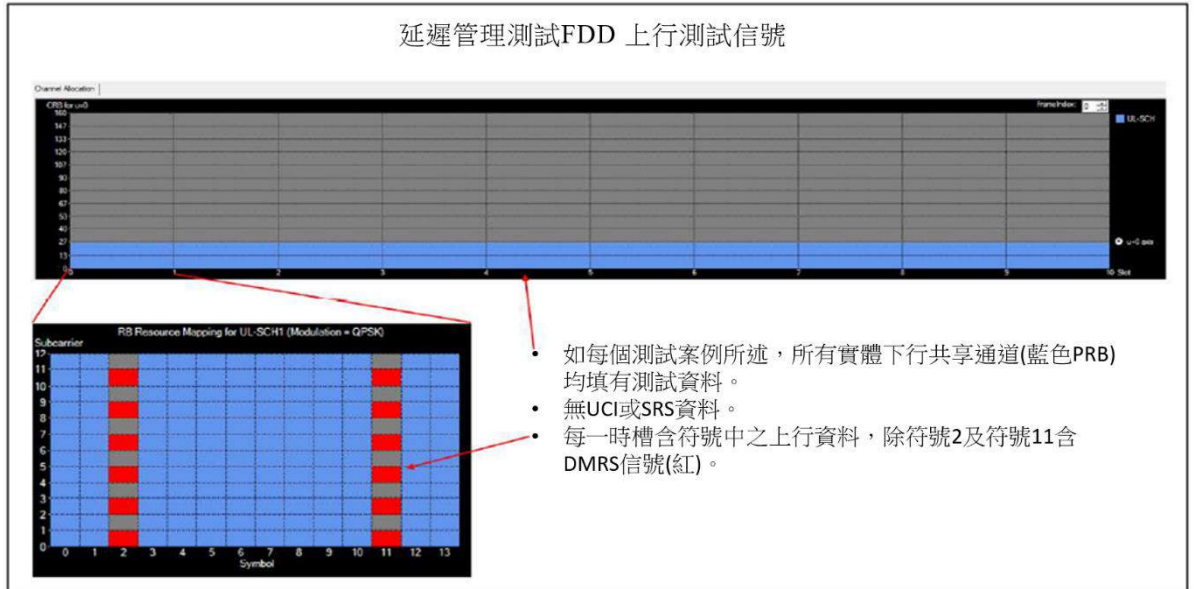 延遲管理測試FDD 上行測試信號
Channel Allocation
CRB for u=0
Frame Index: 0
160
147
133
120
107
93
80
67
53
40
27
13
0
UL-SCH
u=0 axis
0 1 2 3 4 5 6 7 8 9 10 Slot
RB Resource Mapping for UL-SCH1 (Modulation = QPSK)
Subcarrier
12
11
10
9
8
7
6
5
4
3
2
1
0
0 1 2 3 4 5 6 7 8 9 10 11 12 13
Symbol
• 如每個測試案例所述，所有實體下行共享通道(藍色PRB)
均填有測試資料。
• 無UCI或SRS資料。
• 每一時槽含符號中之上行資料，除符號2及符號11含
DMRS信號(紅)。